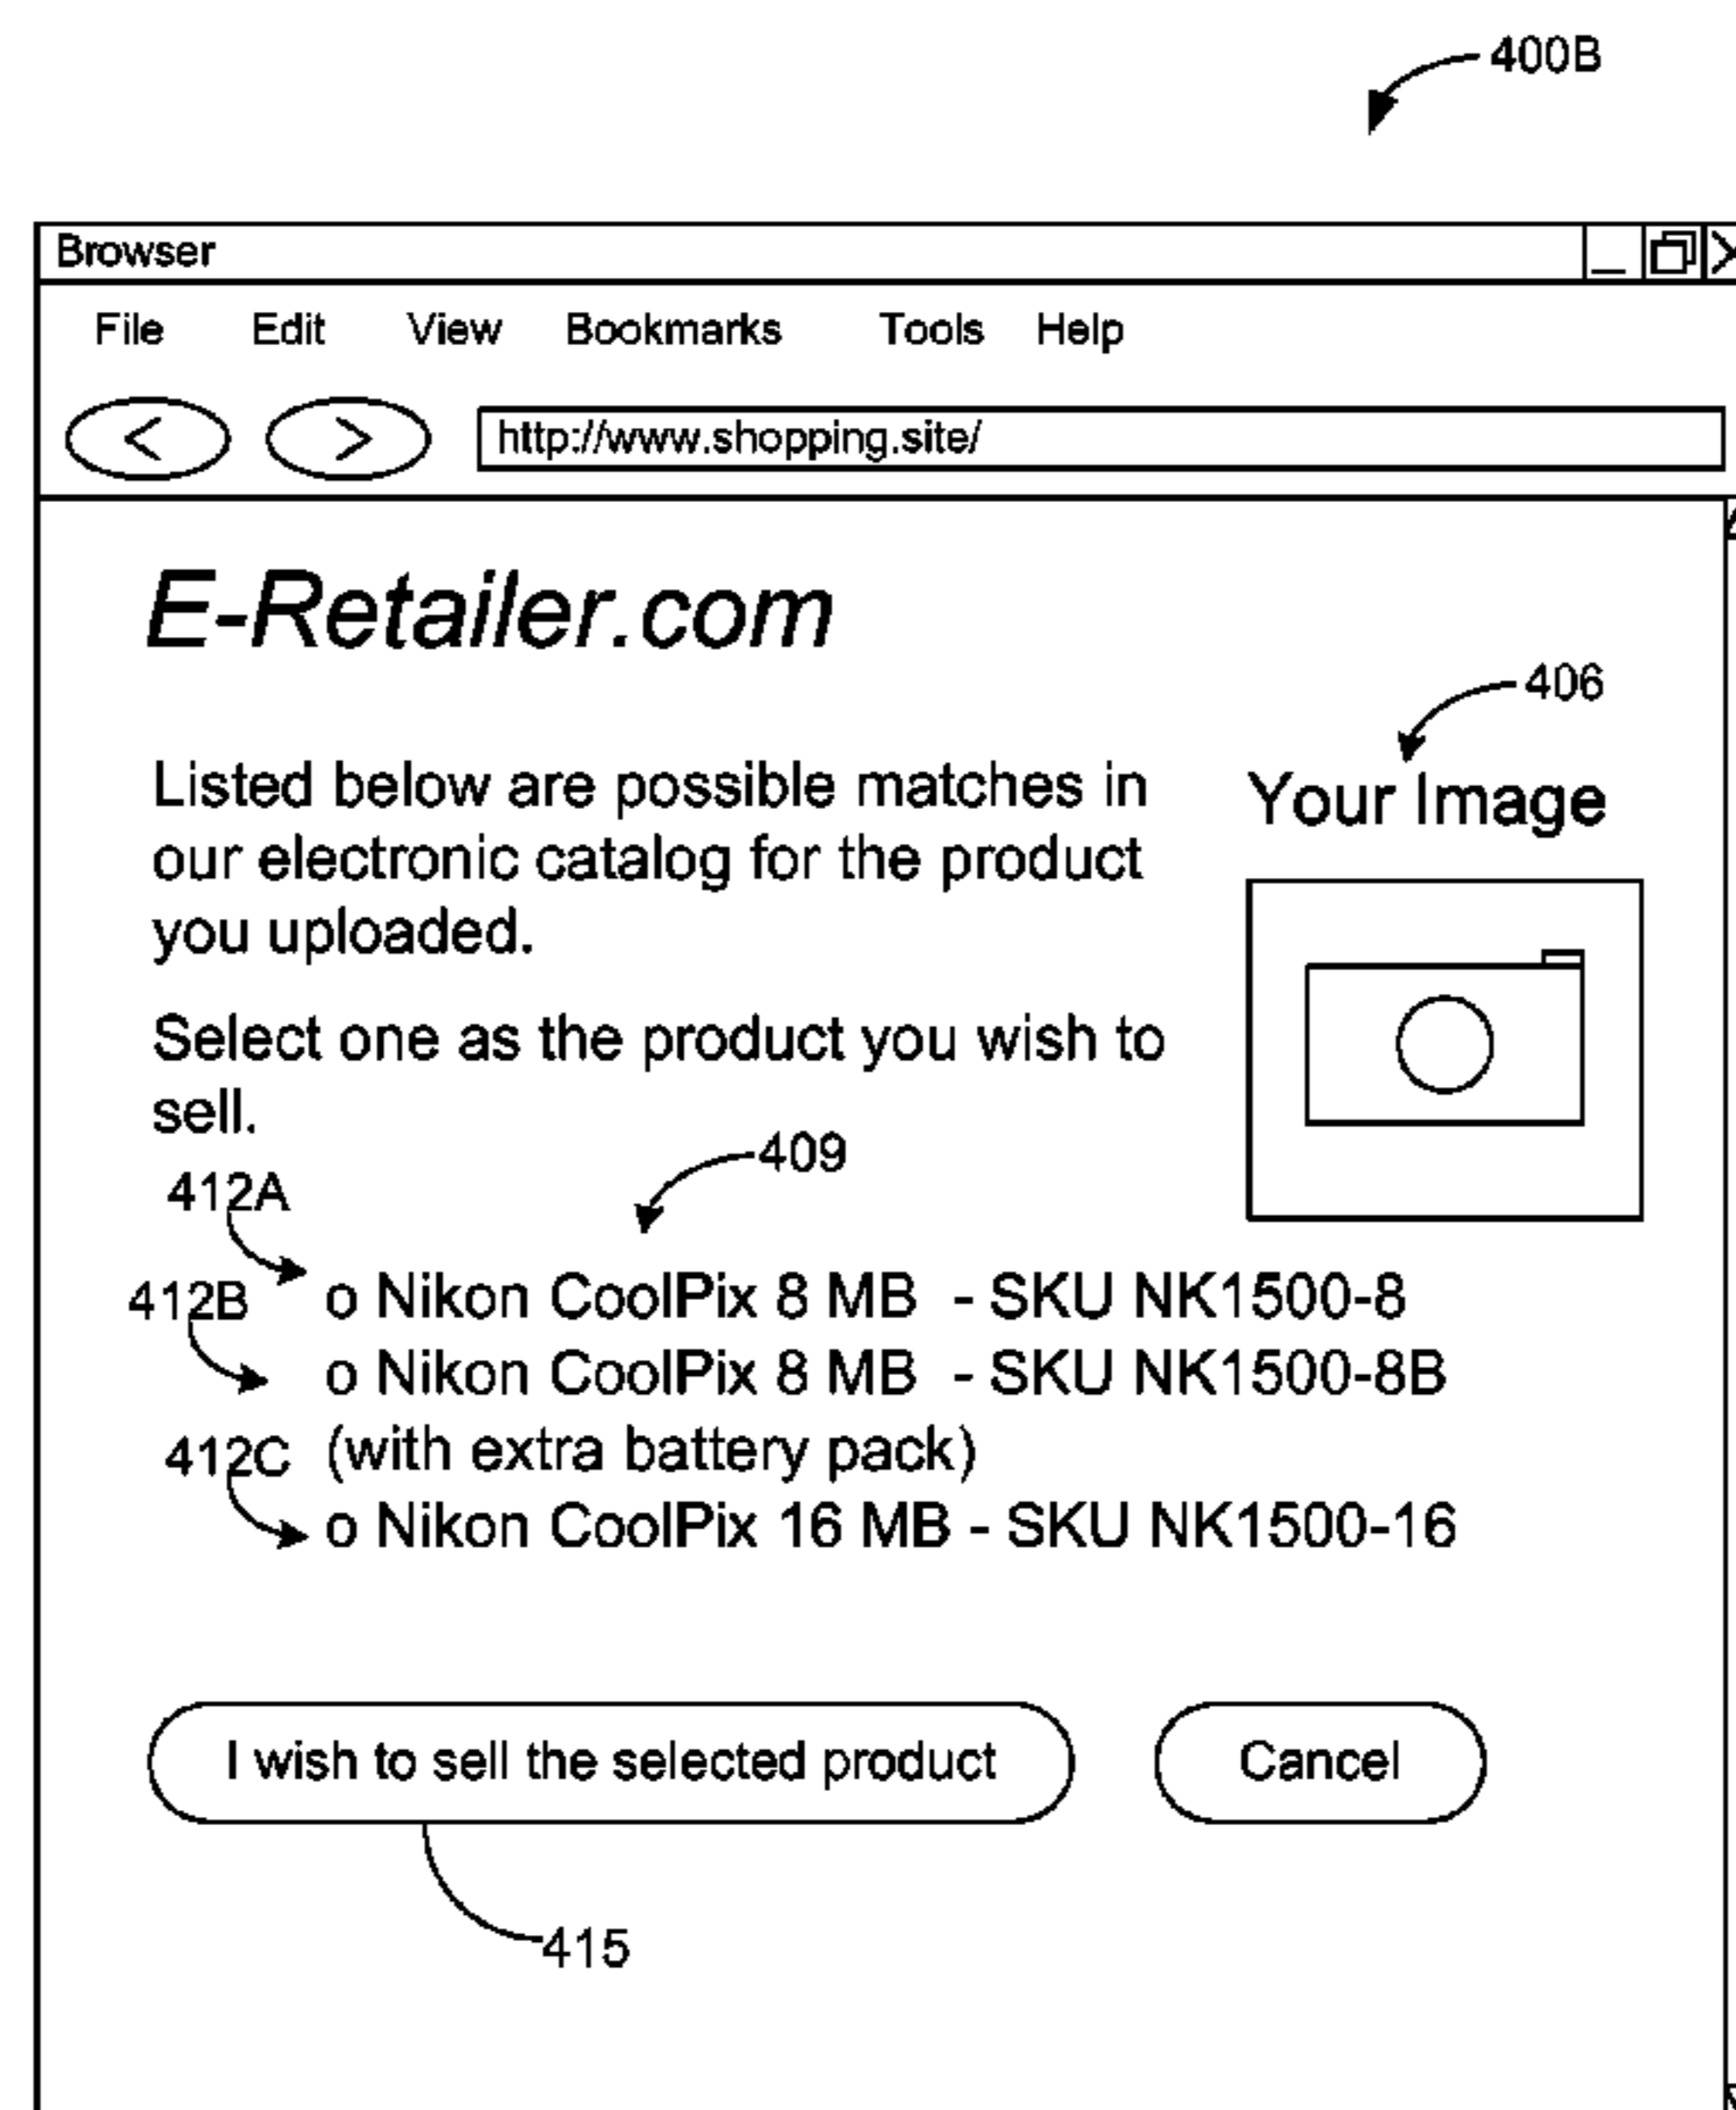 400B
Browser
File Edit View Bookmarks Tools Help
< > http://www.shopping.site/
E-Retailer.com
406
Listed below are possible matches in
our electronic catalog for the product
you uploaded.
Your Image
Select one as the product you wish to
sell.
409
412A
o Nikon CoolPix 8 MB - SKU NK1500-8
412B
o Nikon CoolPix 8 MB - SKU NK1500-8B
(with extra battery pack)
412C
o Nikon CoolPix 16 MB - SKU NK1500-16
I wish to sell the selected product
Cancel
415